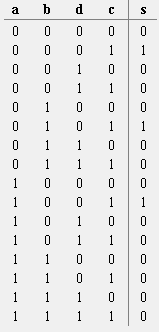 a b d c s
0 0 0 0 0
0 0 0 1 1
0 0 1 0 0
0 0 1 1 0
0 1 0 0 0
0 1 0 1 1
0 1 1 0 0
0 1 1 1 0
1 0 0 0 0
1 0 0 1 1
1 0 1 0 0
1 0 1 1 0
1 1 0 0 0
1 1 0 1 0
1 1 1 0 0
1 1 1 1 0